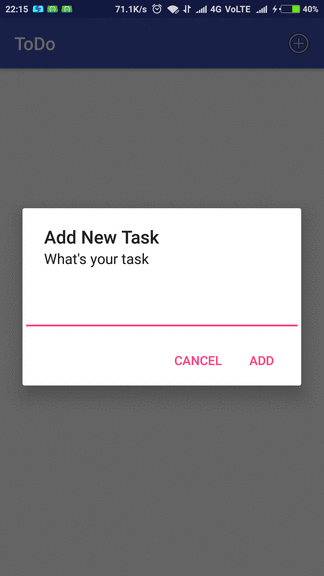 22:15 71.1K/s 4G VoLTE 40%
ToDo
Add New Task
What's your task
CANCEL ADD